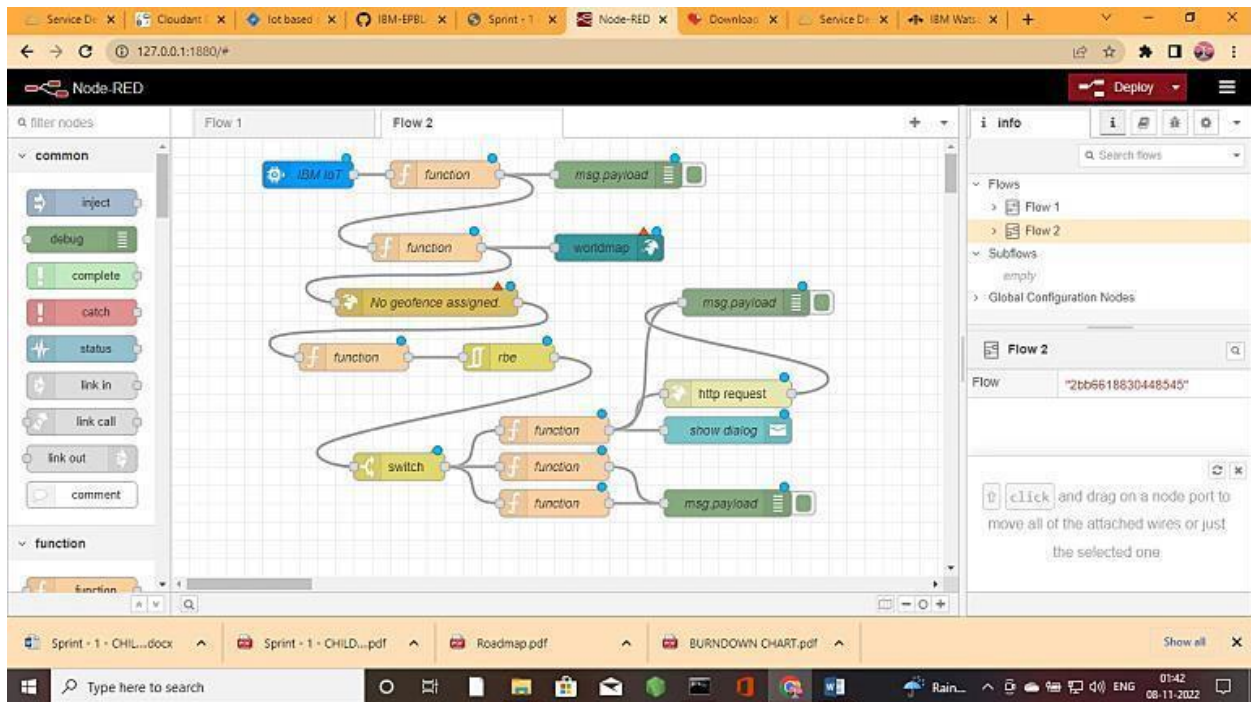 Service De
Cloudant
Iot based
IBM-EPBL
Sprint - 1
Node-RED
Download
Service De
IBM Wats
127.0.0.1:1880/#
Node-RED
Deploy
filter nodes
Flow 1
Flow 2
info
Search flows
common
inject
debug
complete
catch
status
link in
link call
link out
comment
function
function
IBM IoT
function
msg.payload
function
worldmap
No geofence assigned.
msg.payload
function
rbe
http request
function
show dialog
switch
function
function
msg.payload
Flows
Flow 1
Flow 2
Subflows
empty
Global Configuration Nodes
Flow 2
Flow "2bb6618830448545"
click and drag on a node port to
move all of the attached wires or just
the selected one
Sprint - 1 - CHIL....docx
Sprint - 1 - CHILD....pdf
Roadmap.pdf
BURNDOWN CHART.pdf
Show all
Type here to search
Rain...
ENG
01:42
08-11-2022